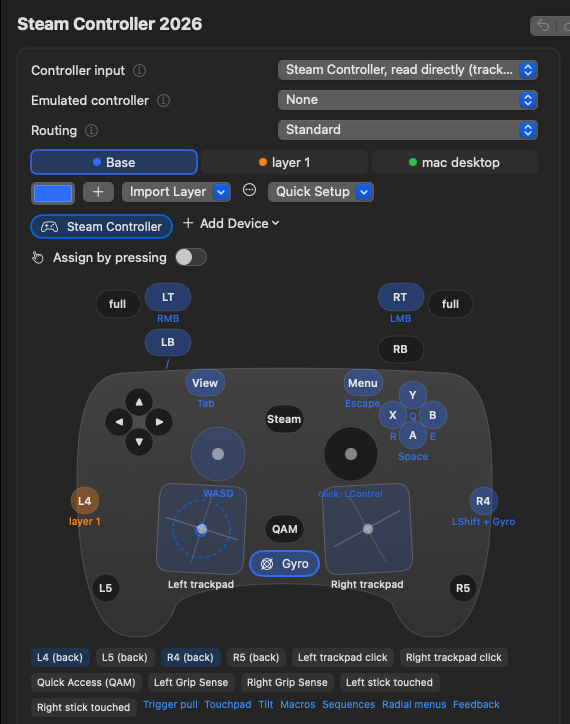 Steam Controller 2026
Controller input
Steam Controller, read directly (track...
Emulated controller
None
Routing
Standard
Base
layer 1
mac desktop
Import Layer
Quick Setup
Steam Controller
+ Add Device
Assign by pressing
full
LT
RMB
RT
LMB
full
LB
/
RB
View
Tab
Menu
Escape
Steam
Y
X
Q
B
R
A
E
Space
WASD
click: LControl
L4
layer 1
R4
LShift + Gyro
QAM
Gyro
Left trackpad
Right trackpad
L5
R5
L4 (back)
L5 (back)
R4 (back)
R5 (back)
Left trackpad click
Right trackpad click
Quick Access (QAM)
Left Grip Sense
Right Grip Sense
Left stick touched
Right stick touched
Trigger pull
Touchpad
Tilt
Macros
Sequences
Radial menus
Feedback